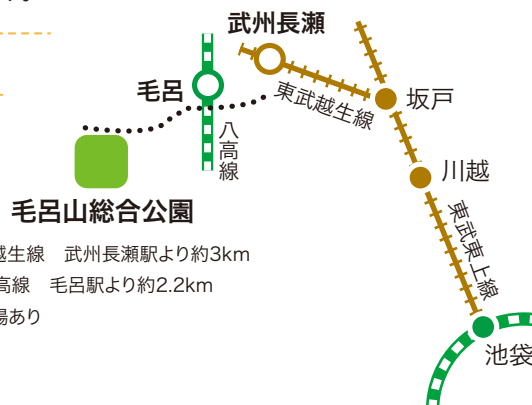 武州長瀬
毛呂
東武越生線
坂戸
八高線
川越
毛呂山総合公園
東武東上線
越生線　武州長瀬駅より約3km
高線　毛呂駅より約2.2km
場あり
池袋